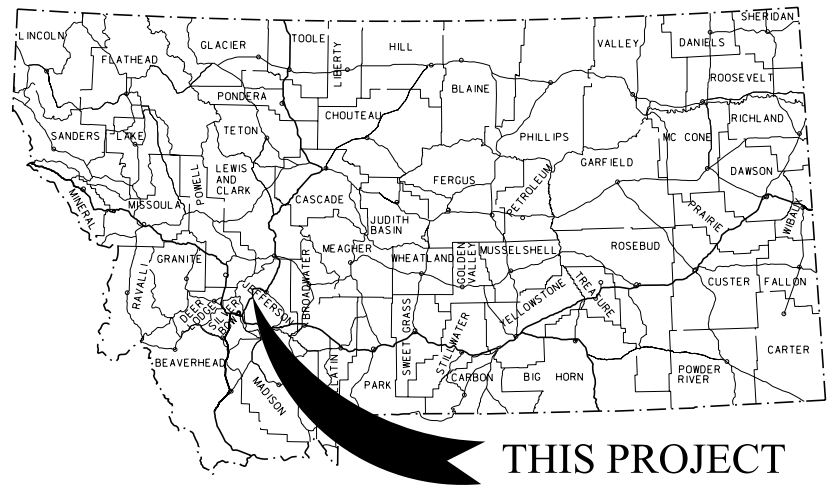 SHERIDAN
LINCOLN
GLACIER
TOOLE
LIBERTY
HILL
VALLEY
DANIELS
FLATHEAD
BLAINE
ROOSEVELT
PONDERA
CHOUTEAU
RICHLAND
SANDERS
LAKE
TETON
PHILLIPS
MC CONE
GARFIELD
DAWSON
POWELL
LEWIS
AND
CLARK
FERGUS
PETROLEUM
MINERAL
MISSOULA
CASCADE
JUDITH
BASIN
PRAIRIE
WIBAUX
GRANITE
MEAGHER
WHEATLAND
GOLDEN
VALLEY
MUSSELSHELL
ROSEBUD
RAVALLI
BROADWATER
JEFFERSON
CUSTER
FALLON
TREASURE
YELLOWSTONE
DEER
LODGE
SILVER
BOW
SWEET GRASS
STILLWATER
BEAVERHEAD
LATIN
CARTER
MADISON
PARK
CARBON
BIG HORN
POWDER
RIVER
THIS PROJECT